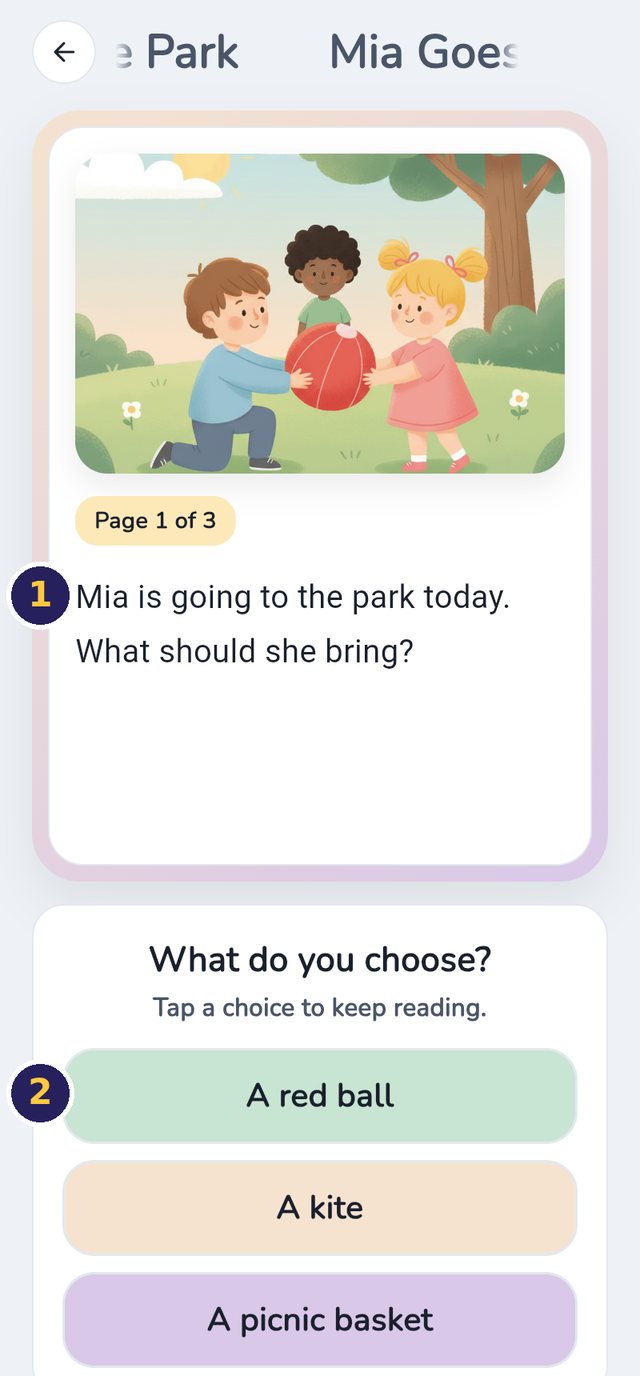 e Park Mia Goes
Page 1 of 3
1
Mia is going to the park today.
What should she bring?
What do you choose?
Tap a choice to keep reading.
2
A red ball
A kite
A picnic basket